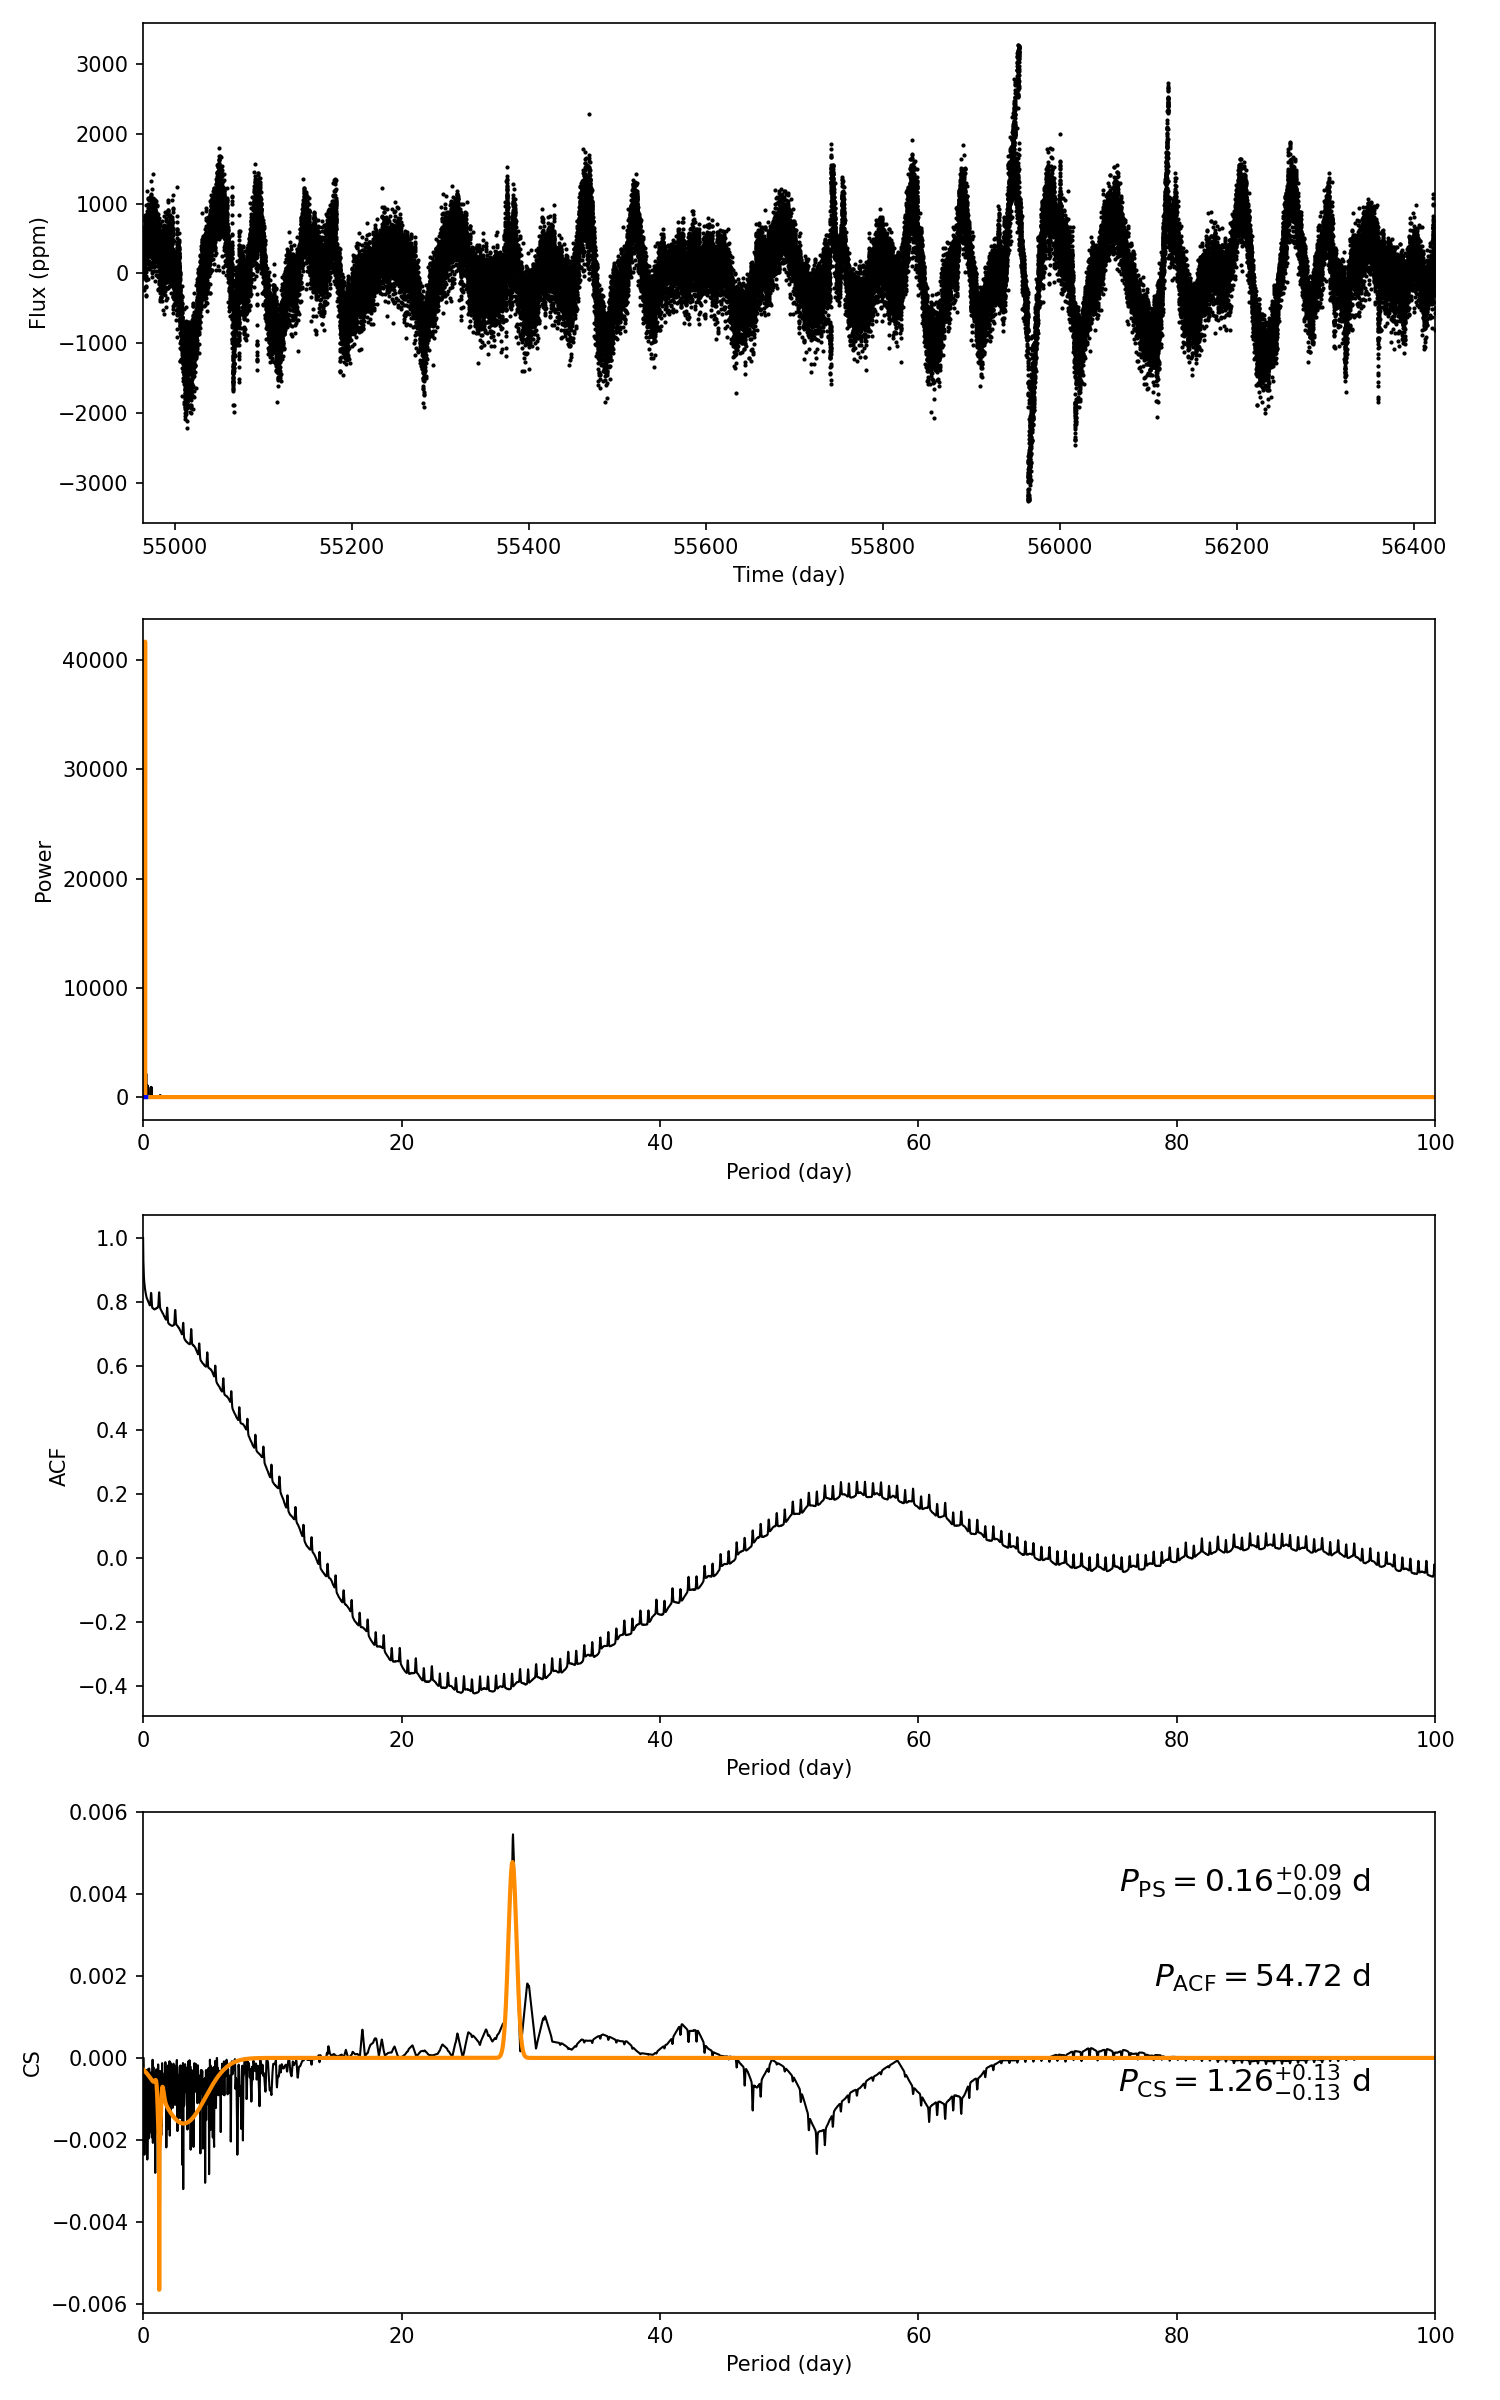 3000
2000
1000
0
−1000
−2000
−3000
Flux (ppm)
55000 55200 55400 55600 55800 56000 56200 56400
Time (day)
40000
30000
20000
10000
0
Power
0 20 40 60 80 100
Period (day)
1.0
0.8
0.6
0.4
0.2
0.0
−0.2
−0.4
ACF
0 20 40 60 80 100
Period (day)
0.006
0.004
0.002
0.000
−0.002
−0.004
−0.006
CS
P_PS = 0.16^{+0.09}_{−0.09} d
P_ACF = 54.72 d
P_CS = 1.26^{+0.13}_{−0.13} d
0 20 40 60 80 100
Period (day)